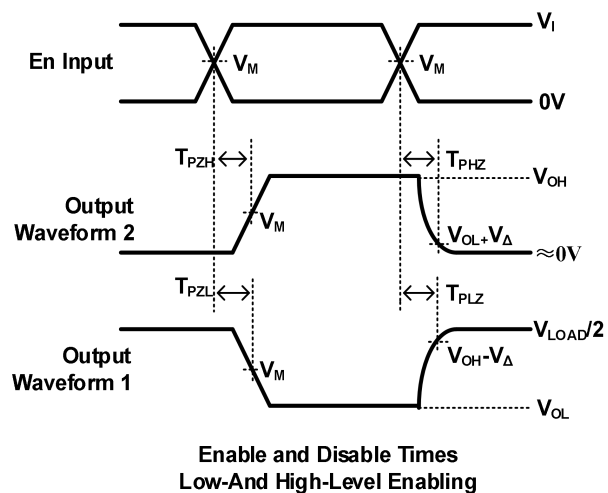 V_I
En Input
V_M
V_M
0V
T_PZH
T_PHZ
V_OH
Output
Waveform 2
V_M
V_OL+V_Δ
≈0V
T_PZL
T_PLZ
V_LOAD/2
Output
Waveform 1
V_M
V_OH-V_Δ
V_OL
Enable and Disable Times
Low-And High-Level Enabling